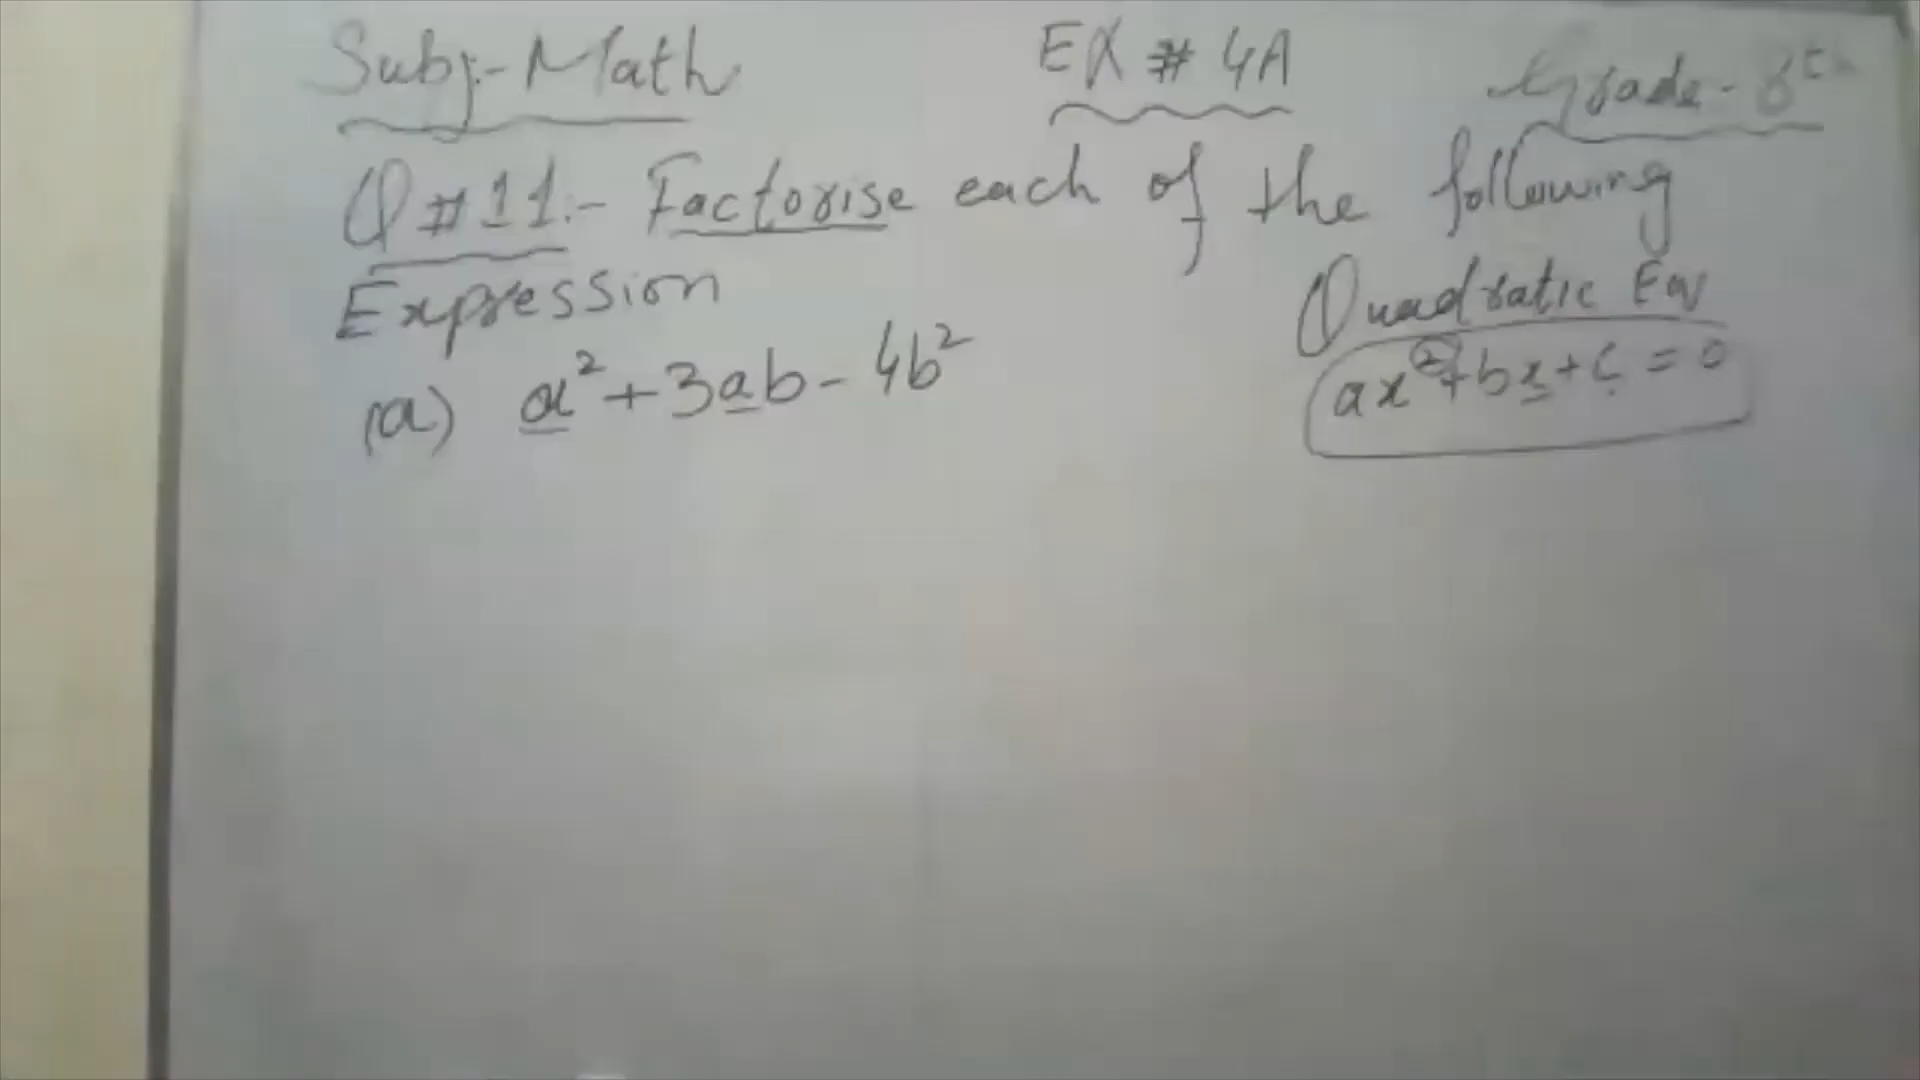 Subj:- Math EX # 4A Grade - 8th
Q # 11:- Factorise each of the following
Expression
Quadratic Eq
(a) a² + 3ab - 4b²
ax² + bx + c = 0